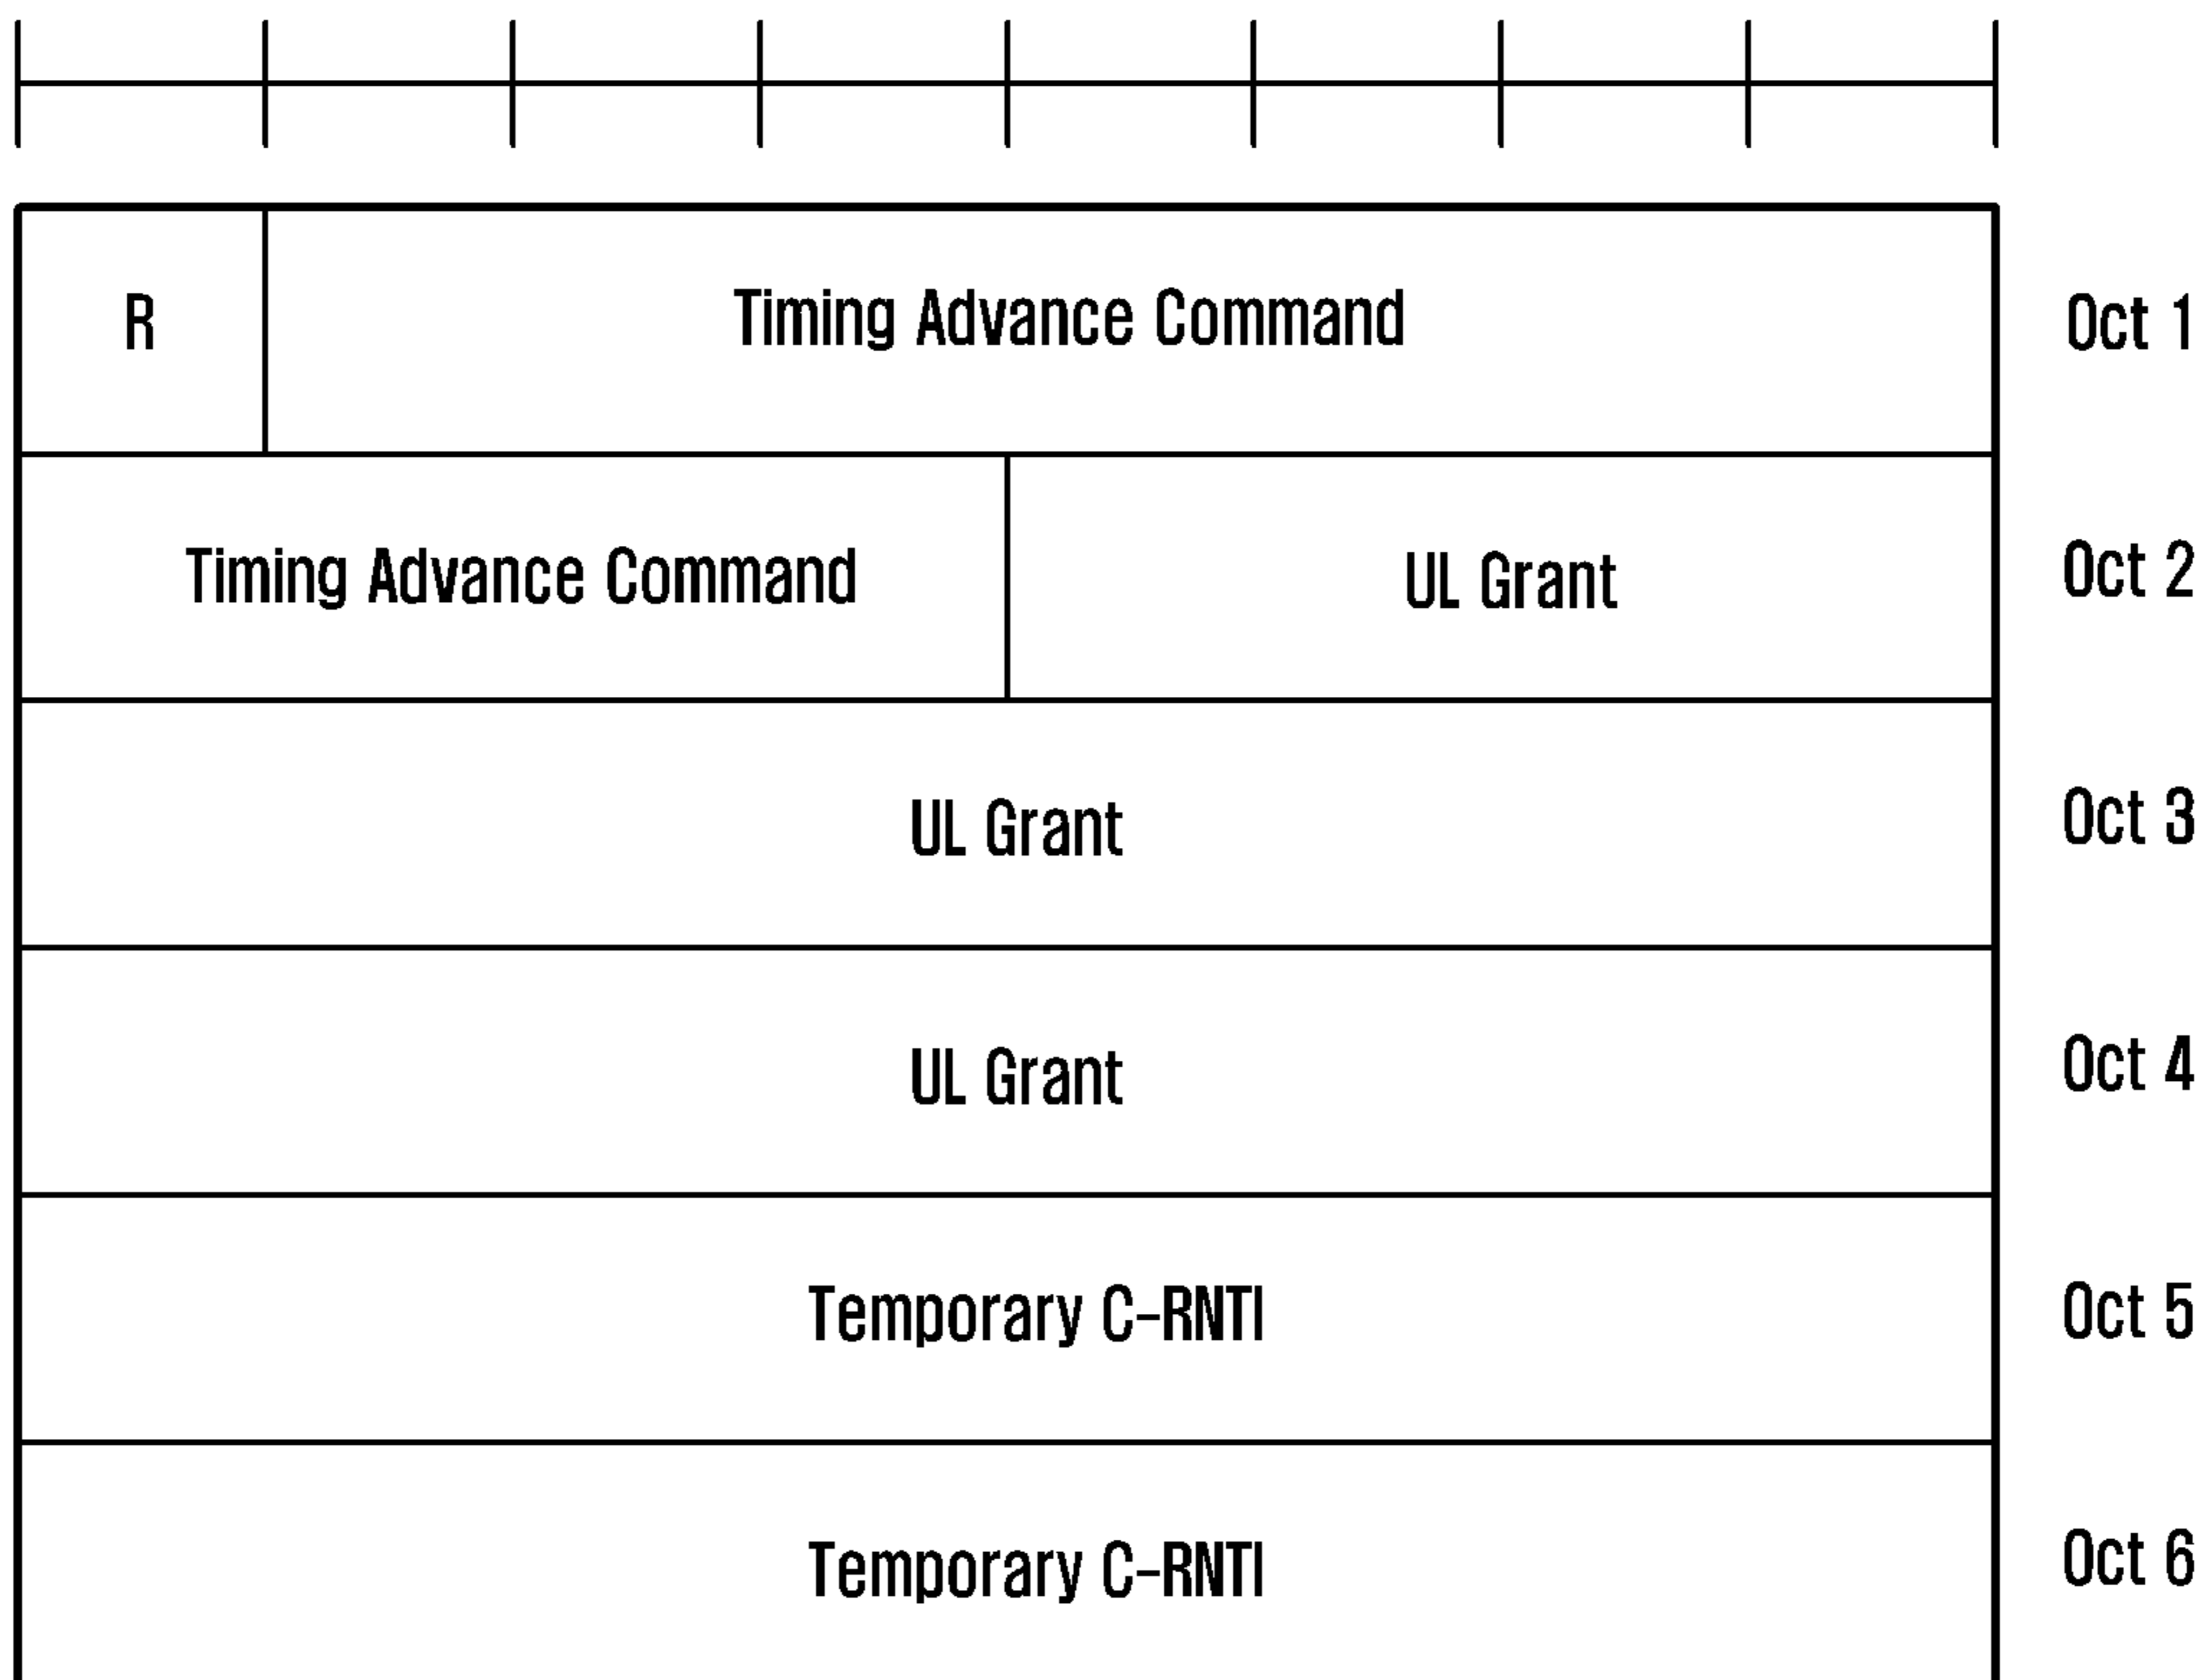 R Timing Advance Command Oct 1
Timing Advance Command UL Grant Oct 2
UL Grant Oct 3
UL Grant Oct 4
Temporary C-RNTI Oct 5
Temporary C-RNTI Oct 6